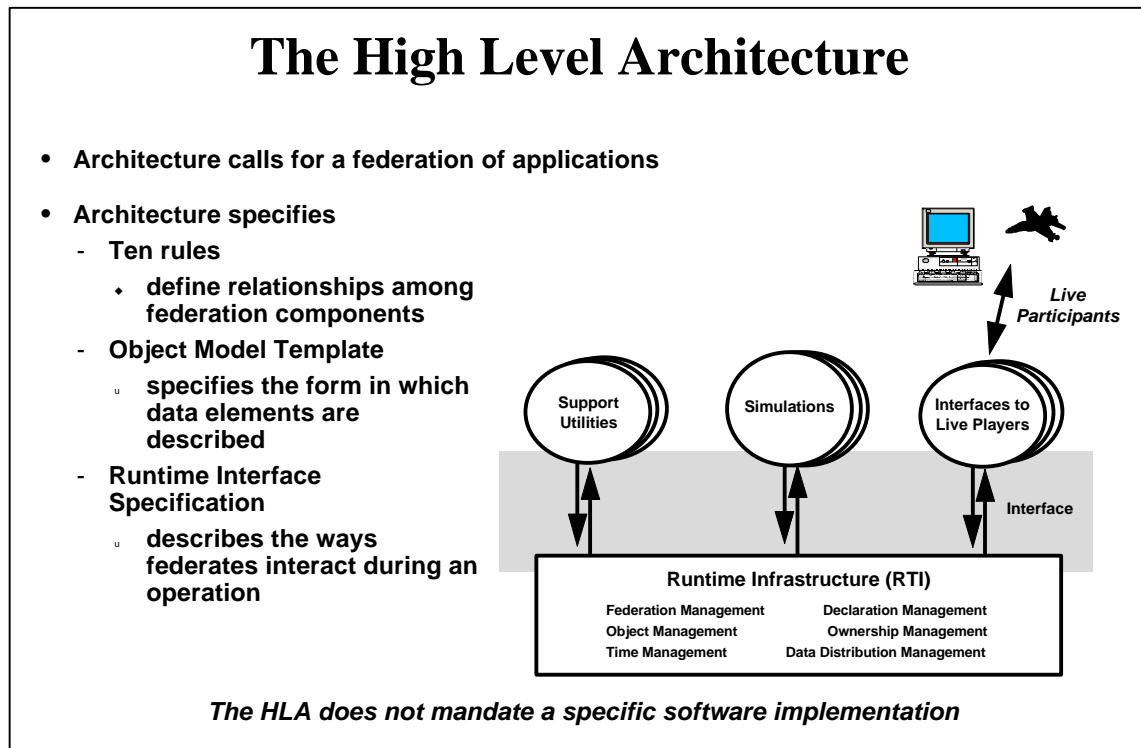 The High Level Architecture
• Architecture calls for a federation of applications
• Architecture specifies
- Ten rules
◆ define relationships among
federation components
- Object Model Template
u specifies the form in which
data elements are
described
- Runtime Interface
Specification
u describes the ways
federates interact during an
operation
Live
Participants
Support
Utilities
Simulations
Interfaces to
Live Players
Interface
Runtime Infrastructure (RTI)
Federation Management Declaration Management
Object Management Ownership Management
Time Management Data Distribution Management
The HLA does not mandate a specific software implementation